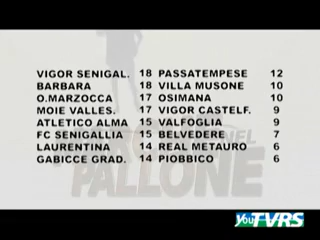 VIGOR SENIGAL. 18 PASSATEMPESE 12
BARBARA 18 VILLA MUSONE 10
O.MARZOCCA 17 OSIMANA 10
MOIE VALLES. 17 VIGOR CASTELF. 9
ATLETICO ALMA 15 VALFOGLIA 9
FC SENIGALLIA 15 BELVEDERE 7
LAURENTINA 14 REAL METAURO 6
GABICCE GRAD. 14 PIOBBICO 6
NEL
PALLONE
you TVRS